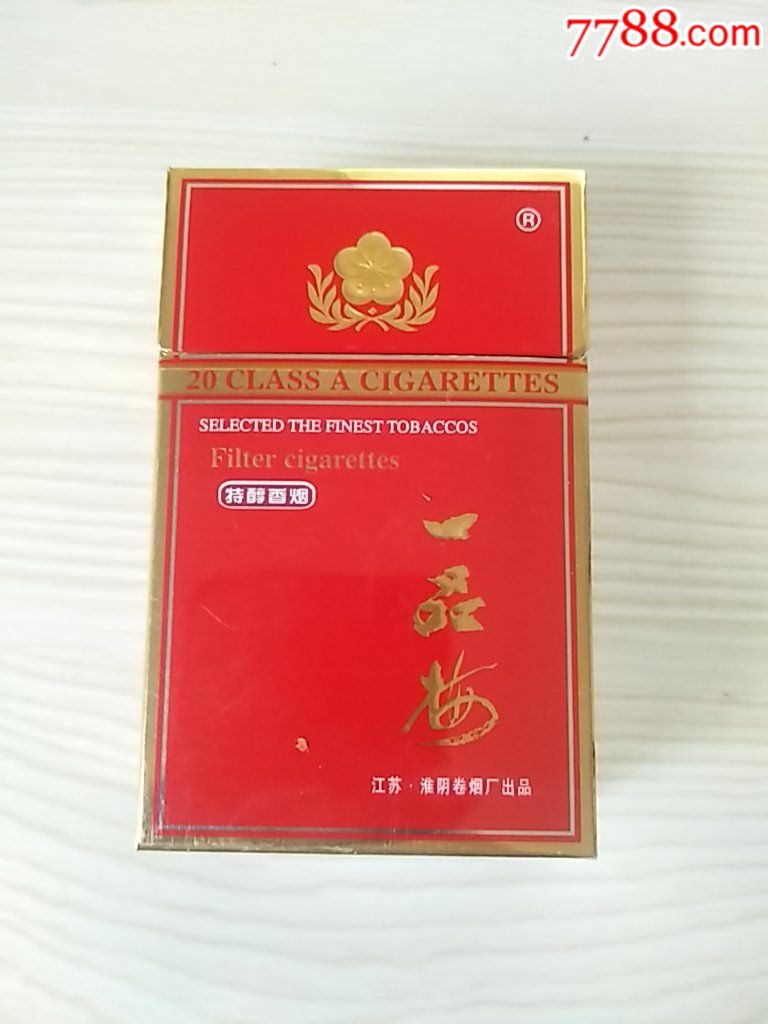 7788.com
®
20 CLASS A CIGARETTES
SELECTED THE FINEST TOBACCOS
Filter cigarettes
特醇香烟
一品梅
江苏·淮阴卷烟厂出品